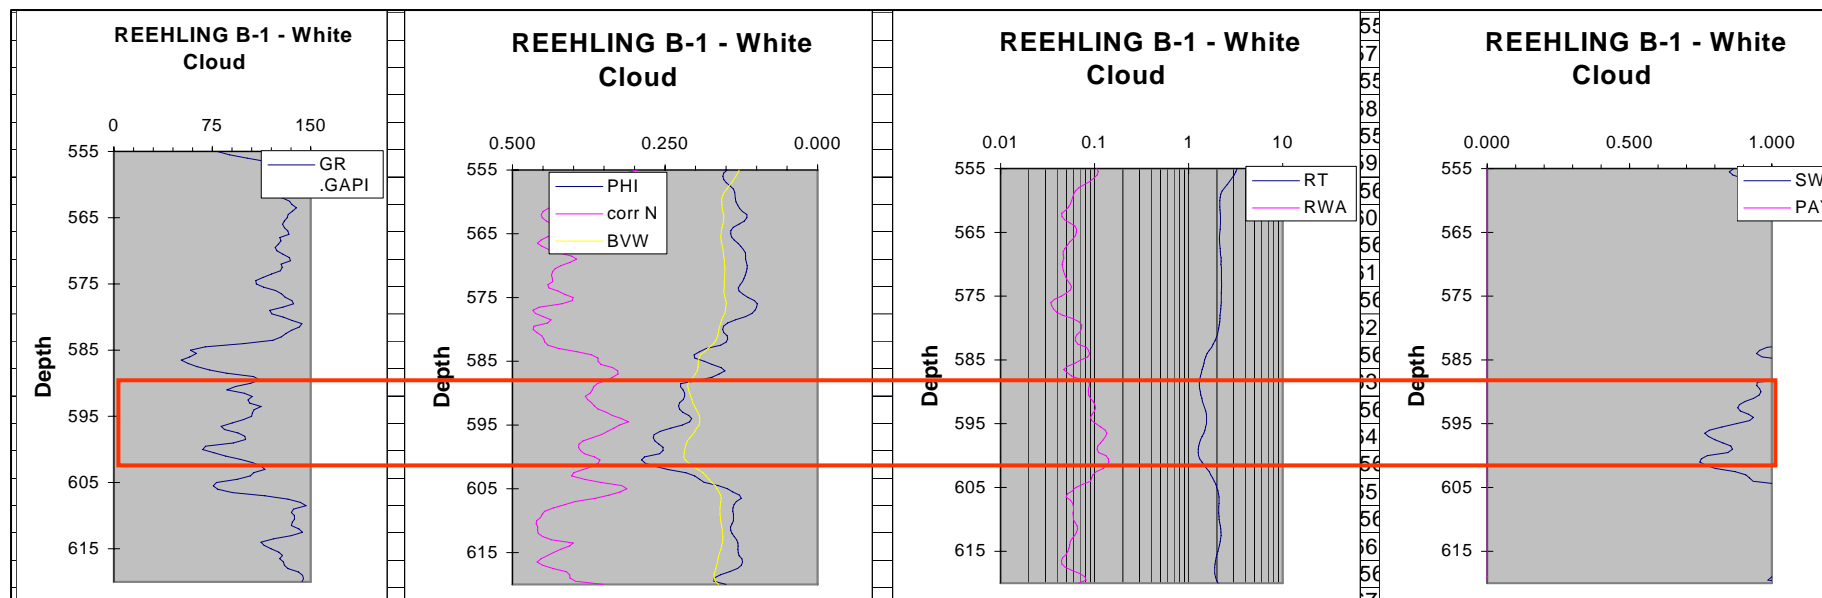 REEHLING B-1 - White
Cloud
0 75 150
555
565
575
585
595
605
615
Depth
GR
.GAPI
REEHLING B-1 - White
Cloud
0.500 0.250 0.000
555
565
575
585
595
605
615
Depth
PHI
corr N
BVW
REEHLING B-1 - White
Cloud
0.01 0.1 1 10
555
565
575
585
595
605
615
Depth
RT
RWA
REEHLING B-1 - White
Cloud
0.000 0.500 1.000
555
565
575
585
595
605
615
Depth
SW